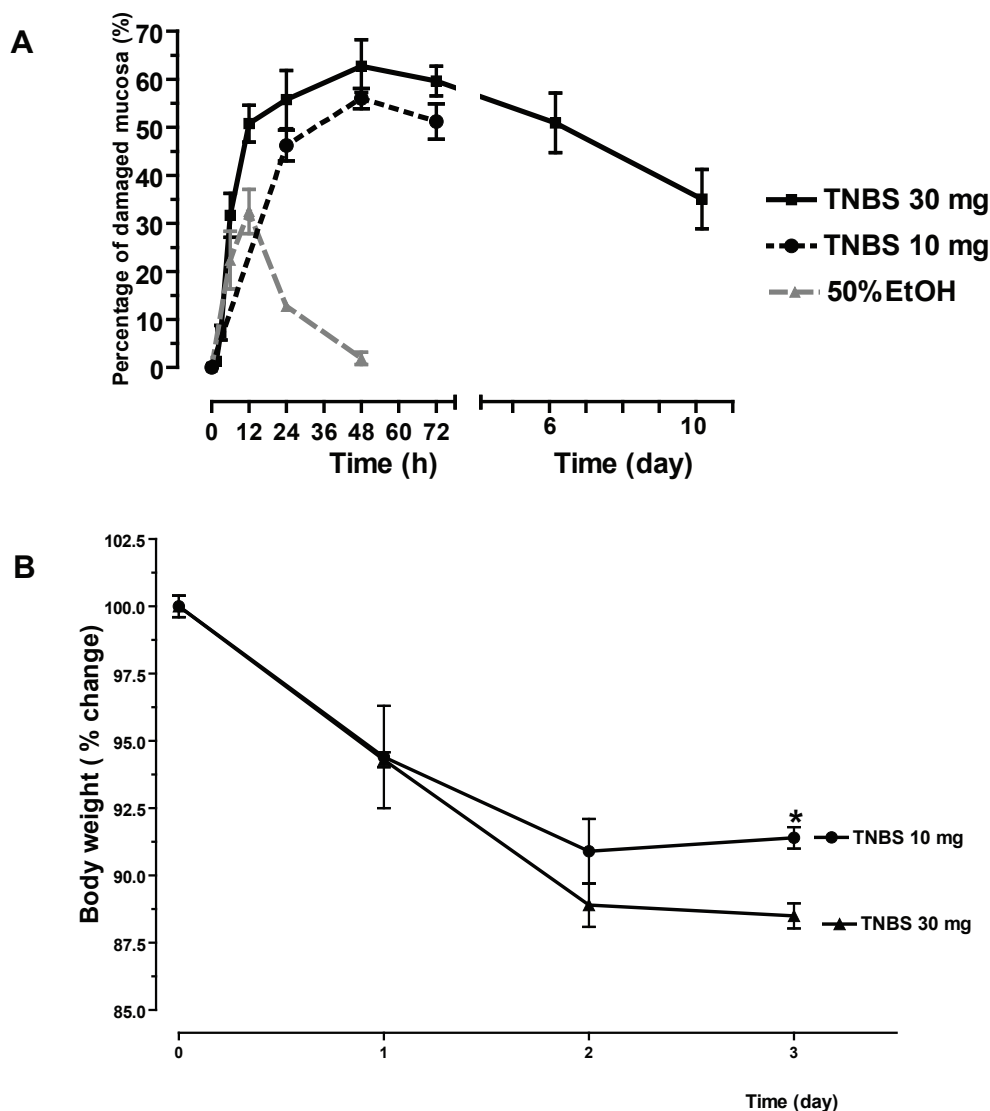 A
Percentage of damaged mucosa (%)
70
60
50
40
30
20
10
0
0 12 24 36 48 60 72
Time (h)
6 10
Time (day)
TNBS 30 mg
TNBS 10 mg
50%EtOH
B
Body weight ( % change)
102.5
100.0
97.5
95.0
92.5
90.0
87.5
85.0
*
TNBS 10 mg
TNBS 30 mg
0 1 2 3
Time (day)